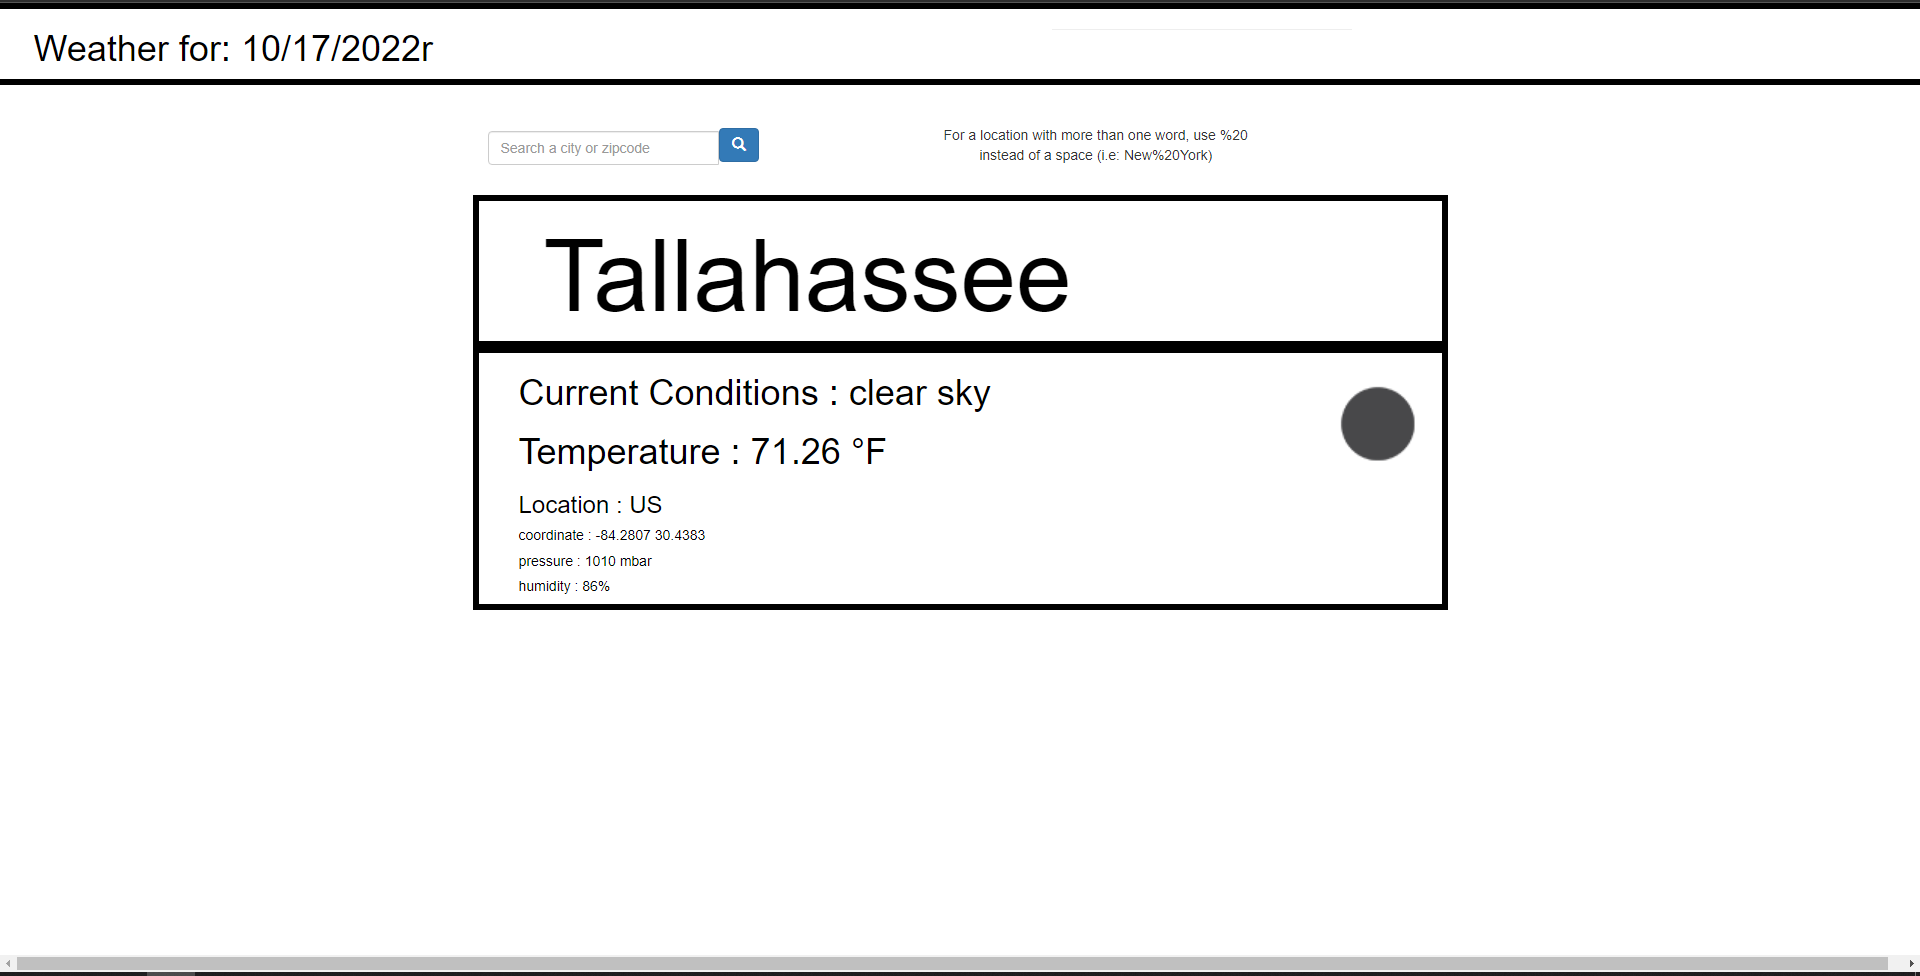 Weather for: 10/17/2022r
Search a city or zipcode
For a location with more than one word, use %20
instead of a space (i.e: New%20York)
Tallahassee
Current Conditions : clear sky
Temperature : 71.26 °F
Location : US
coordinate : -84.2807 30.4383
pressure : 1010 mbar
humidity : 86%